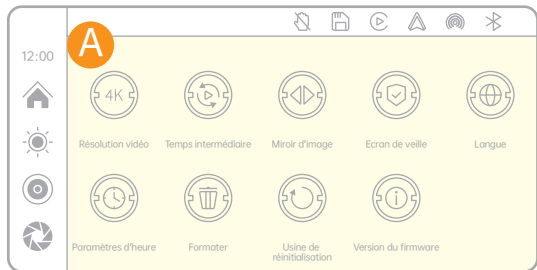 12:00
A
4K
Résolution vidéo
Temps intermédiaire
Miroir d'image
Ecran de veille
Langue
Paramètres d'heure
Formater
Usine de
réinitialisation
Version du firmware